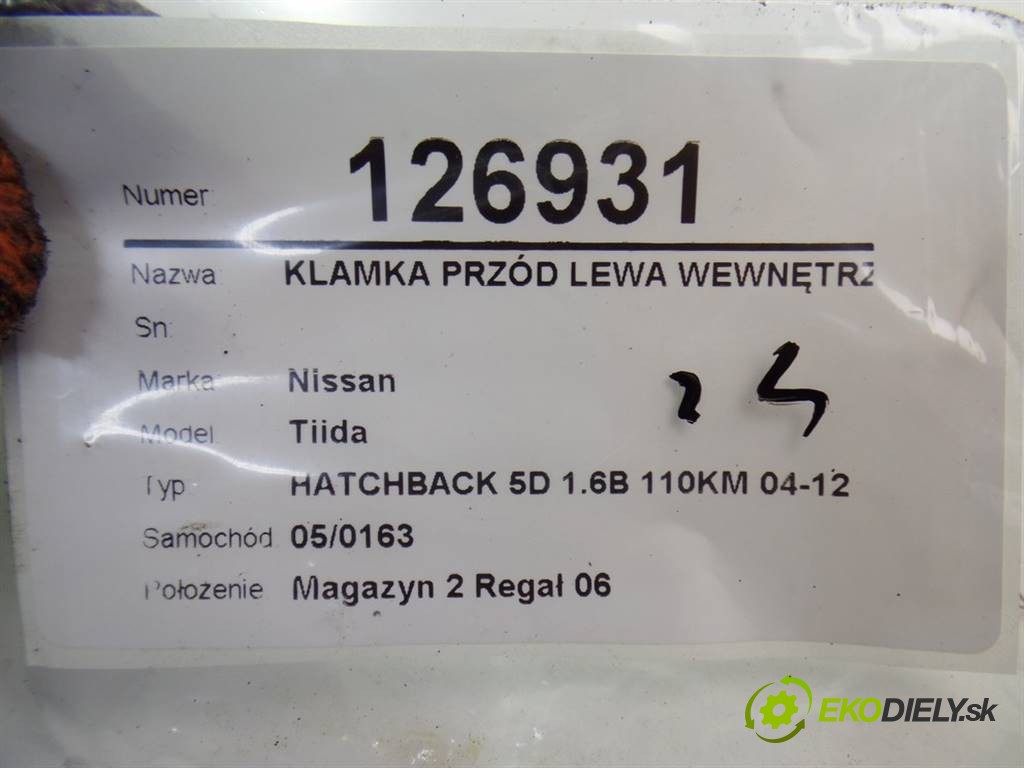 Numer: 126931
Nazwa: KLAMKA PRZÓD LEWA WEWNĘTRZ
Sn:
Marka: Nissan
Model: Tiida
Typ: HATCHBACK 5D 1.6B 110KM 04-12
Samochód: 05/0163
Położenie: Magazyn 2 Regał 06
EKODIELY.sk